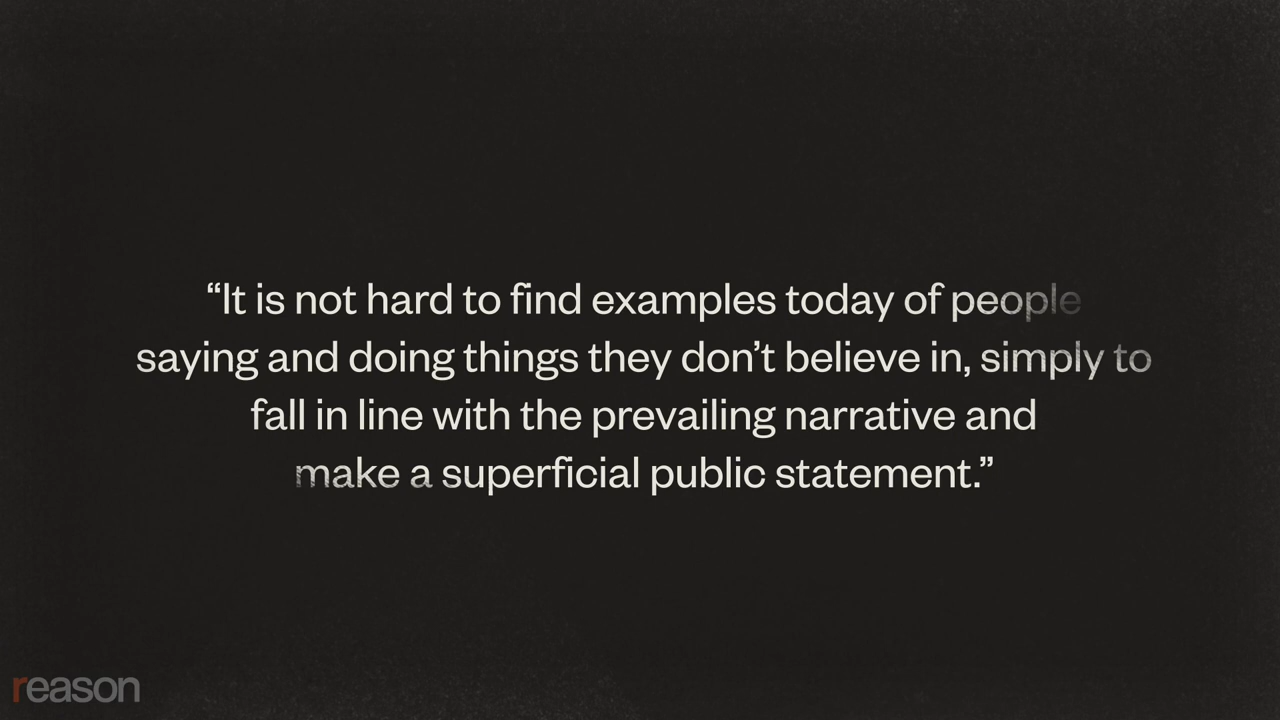 “It is not hard to find examples today of people
saying and doing things they don’t believe in, simply to
fall in line with the prevailing narrative and
make a superficial public statement.”
reason